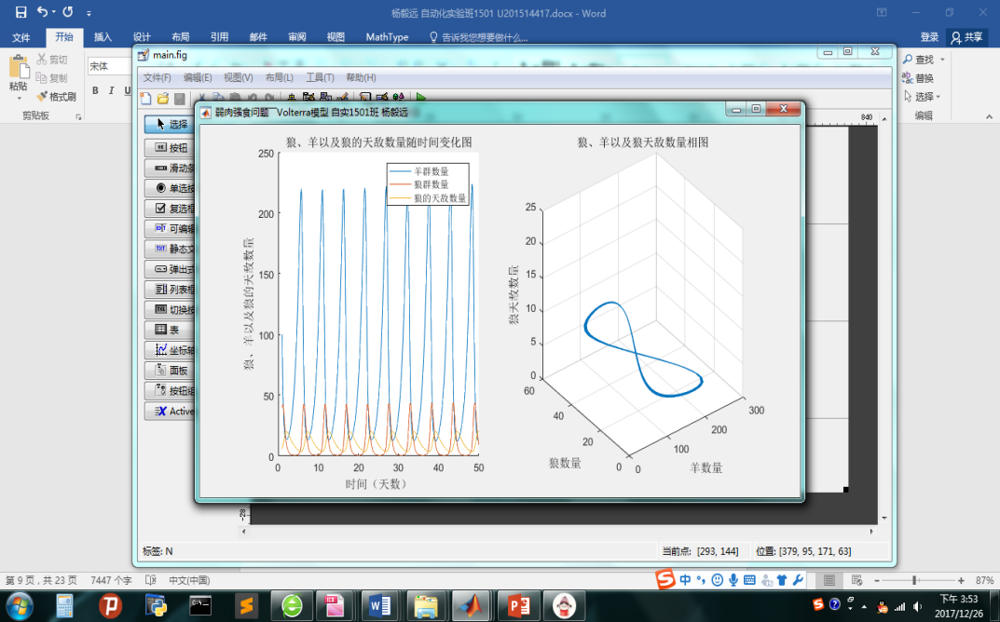 杨毅远 自动化实验班1501 U201514417.docx - Word
文件 开始 插入 设计 布局 引用 邮件 审阅 视图 MathType 告诉我您想要做什么... 登录 共享
粘贴
剪切
复制
格式刷
剪贴板
宋体
B I U
查找
替换
选择
编辑
main.fig
文件(F) 编辑(E) 视图(V) 布局(L) 工具(T) 帮助(H)
840
选择
OK 按钮
滑动条
单选按
复选框
EDIT 可编辑
TXT 静态文
弹出式
列表框
切换按
表
坐标轴
面板
按钮组
Active
弱肉强食问题—Volterra模型 自实1501班 杨毅远
狼、羊以及狼的天敌数量随时间变化图
羊群数量
狼群数量
狼的天敌数量
狼、羊以及狼的天敌数量
250
200
150
100
50
0
0 10 20 30 40 50
时间（天数）
狼、羊以及狼天敌数量相图
狼天敌数量
25
20
15
10
5
0
60
40
20
0
狼数量
0
100
200
300
羊数量
标签: N
当前点: [293, 144]
位置: [379, 95, 171, 63]
第 9 页，共 23 页 7447 个字 中文(中国)
中
87%
下午 3:53
2017/12/26